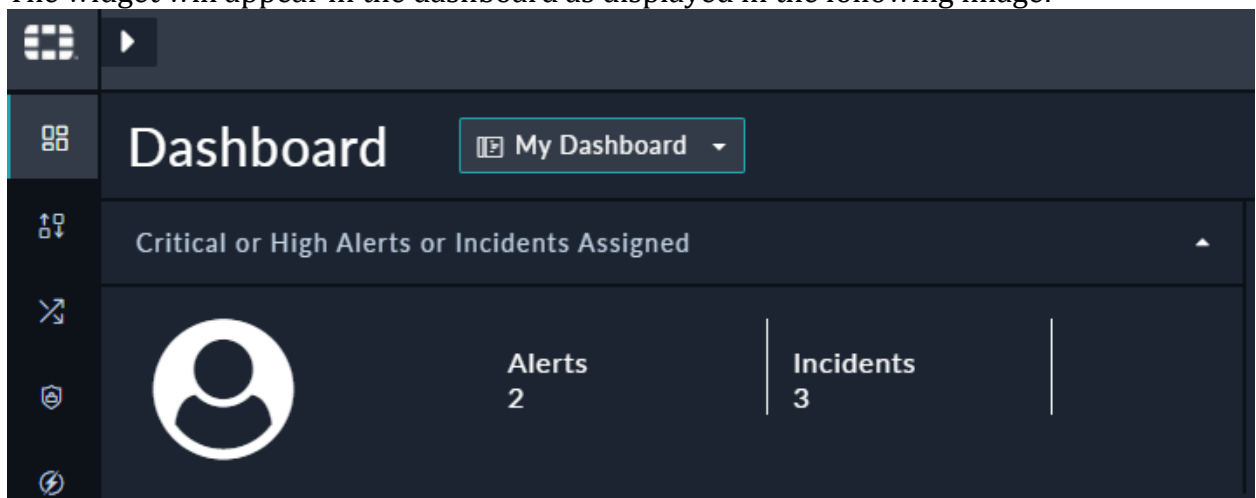 The widget will appear in the dashboard as displayed in the following image.
Dashboard
My Dashboard
Critical or High Alerts or Incidents Assigned
Alerts
2
Incidents
3